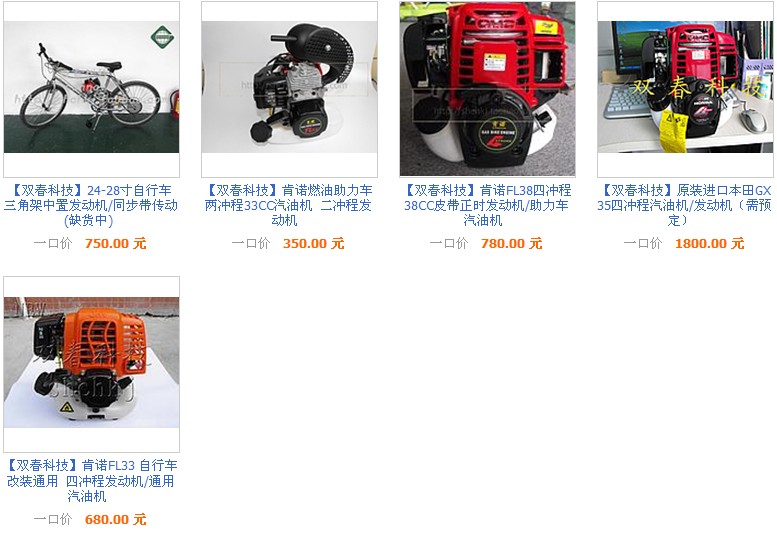 【双春科技】24-28寸自行车
三角架中置发动机/同步带传动
(缺货中)
一口价 750.00 元
【双春科技】肯诺燃油助力车
两冲程33CC汽油机 二冲程发
动机
一口价 350.00 元
【双春科技】肯诺FL38四冲程
38CC皮带正时发动机/助力车
汽油机
一口价 780.00 元
双春科技
【双春科技】原装进口本田GX
35四冲程汽油机/发动机（需预
定）
一口价 1800.00 元
双春科技
【双春科技】肯诺FL33 自行车
改装通用 四冲程发动机/通用
汽油机
一口价 680.00 元